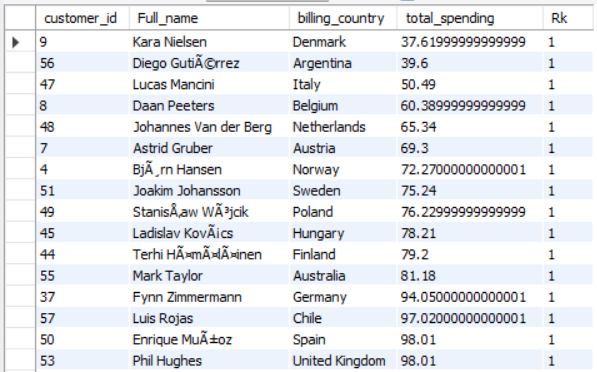 customer_id Full_name billing_country total_spending Rk
9 Kara Nielsen Denmark 37.61999999999999 1
56 Diego GutiÃ©rrez Argentina 39.6 1
47 Lucas Mancini Italy 50.49 1
8 Daan Peeters Belgium 60.38999999999999 1
48 Johannes Van der Berg Netherlands 65.34 1
7 Astrid Gruber Austria 69.3 1
4 BjÃ¸rn Hansen Norway 72.27000000000001 1
51 Joakim Johansson Sweden 75.24 1
49 StanisÅ‚aw WÃ³jcik Poland 76.22999999999999 1
45 Ladislav KovÃ¡cs Hungary 78.21 1
44 Terhi HÃ¤mÃ¤lÃ¤inen Finland 79.2 1
55 Mark Taylor Australia 81.18 1
37 Fynn Zimmermann Germany 94.05000000000001 1
57 Luis Rojas Chile 97.02000000000001 1
50 Enrique MuÃ±oz Spain 98.01 1
53 Phil Hughes United Kingdom 98.01 1